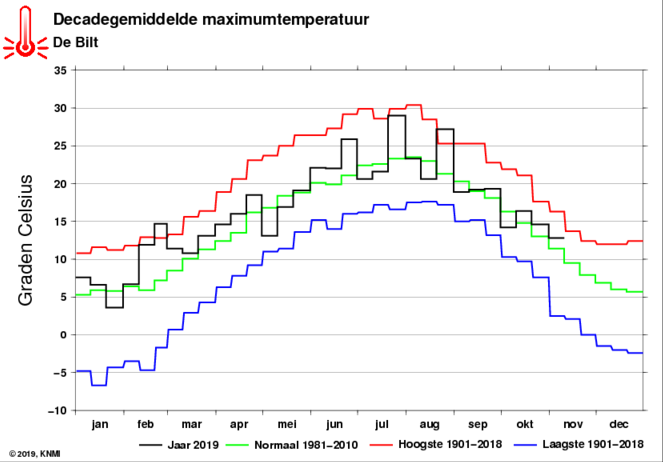 Decadegemiddelde maximumtemperatuur
De Bilt
35
30
25
20
15
10
5
0
−5
−10
Graden Celsius
jan feb mrt apr mei jun jul aug sep okt nov dec
Jaar 2019 Normaal 1981−2010 Hoogste 1901−2018 Laagste 1901−2018
© 2019, KNMI